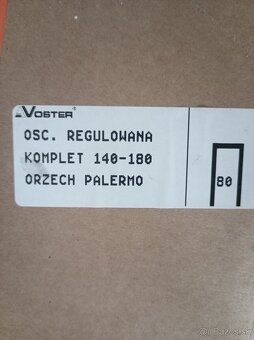 VOSTER®
OSC. REGULOWANA
KOMPLET 140-180
ORZECH PALERMO
80